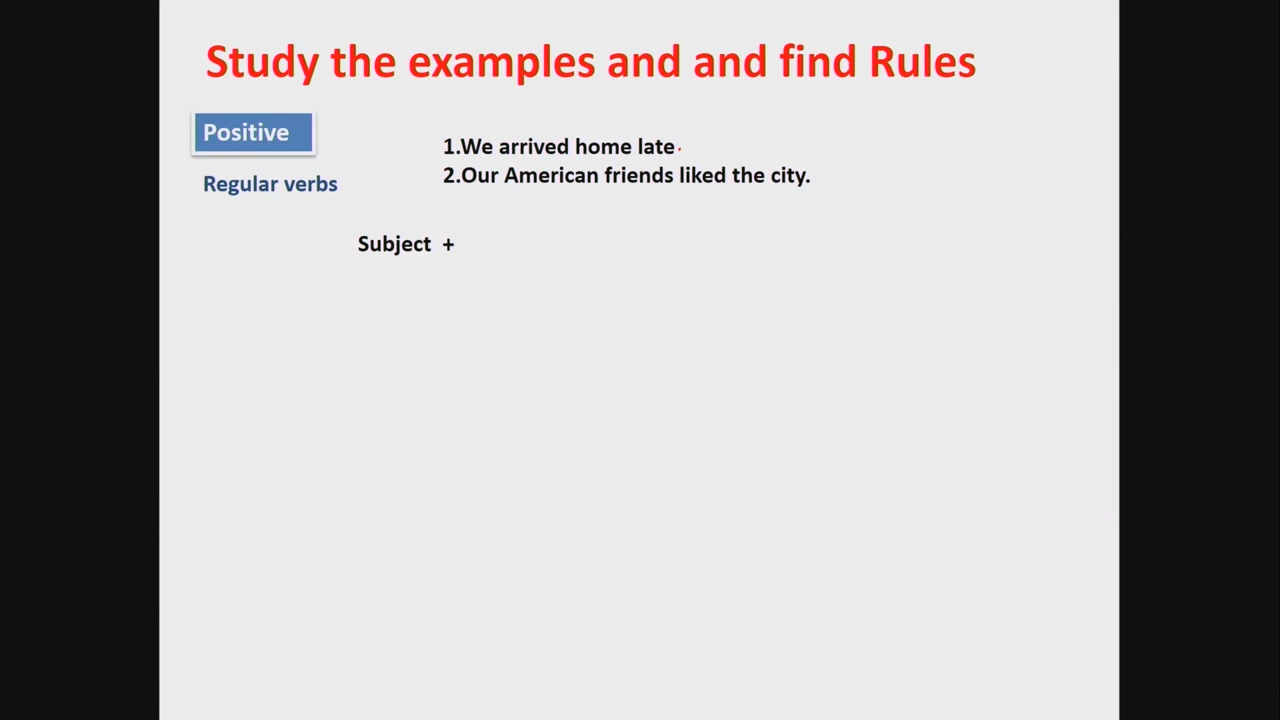 Study the examples and and find Rules
Positive
1.We arrived home late.
2.Our American friends liked the city.
Regular verbs
Subject +